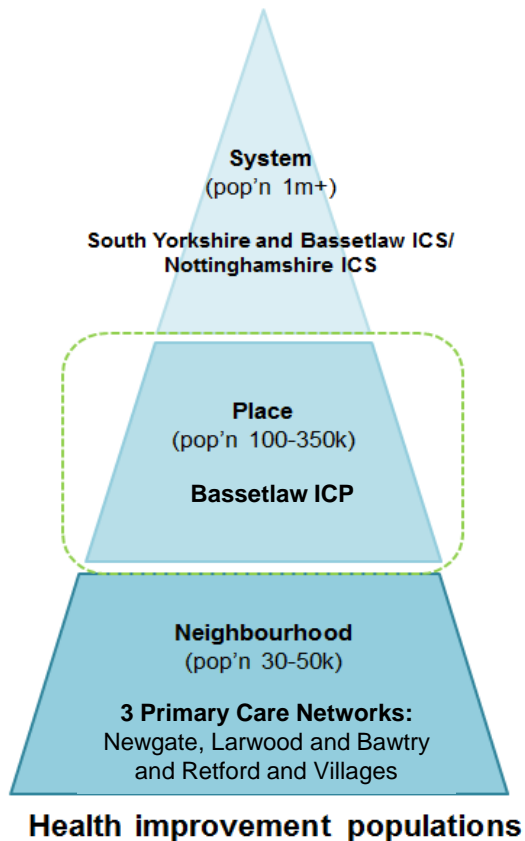 System
(pop'n 1m+)
South Yorkshire and Bassetlaw ICS/
Nottinghamshire ICS
Place
(pop'n 100-350k)
Bassetlaw ICP
Neighbourhood
(pop'n 30-50k)
3 Primary Care Networks:
Newgate, Larwood and Bawtry
and Retford and Villages
Health improvement populations